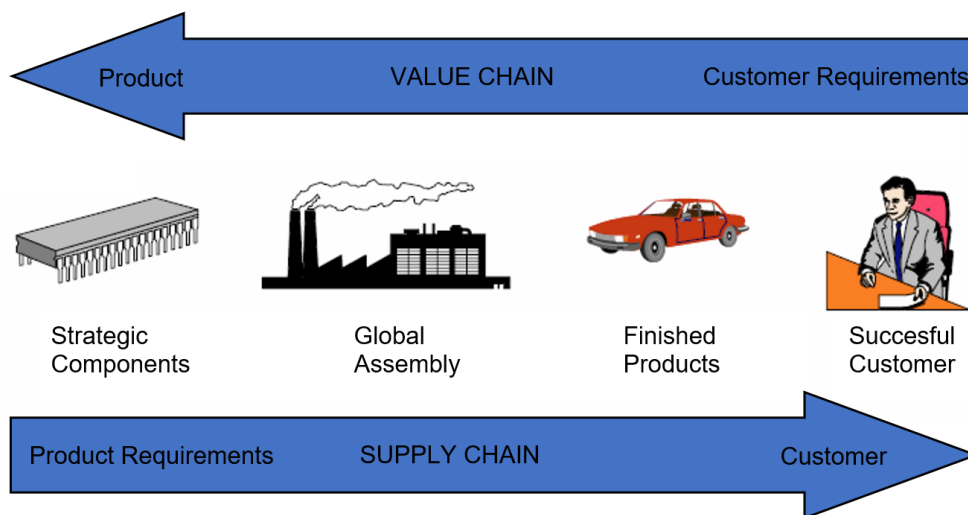 Product VALUE CHAIN Customer Requirements
Strategic
Components
Global
Assembly
Finished
Products
Succesful
Customer
Product Requirements SUPPLY CHAIN Customer